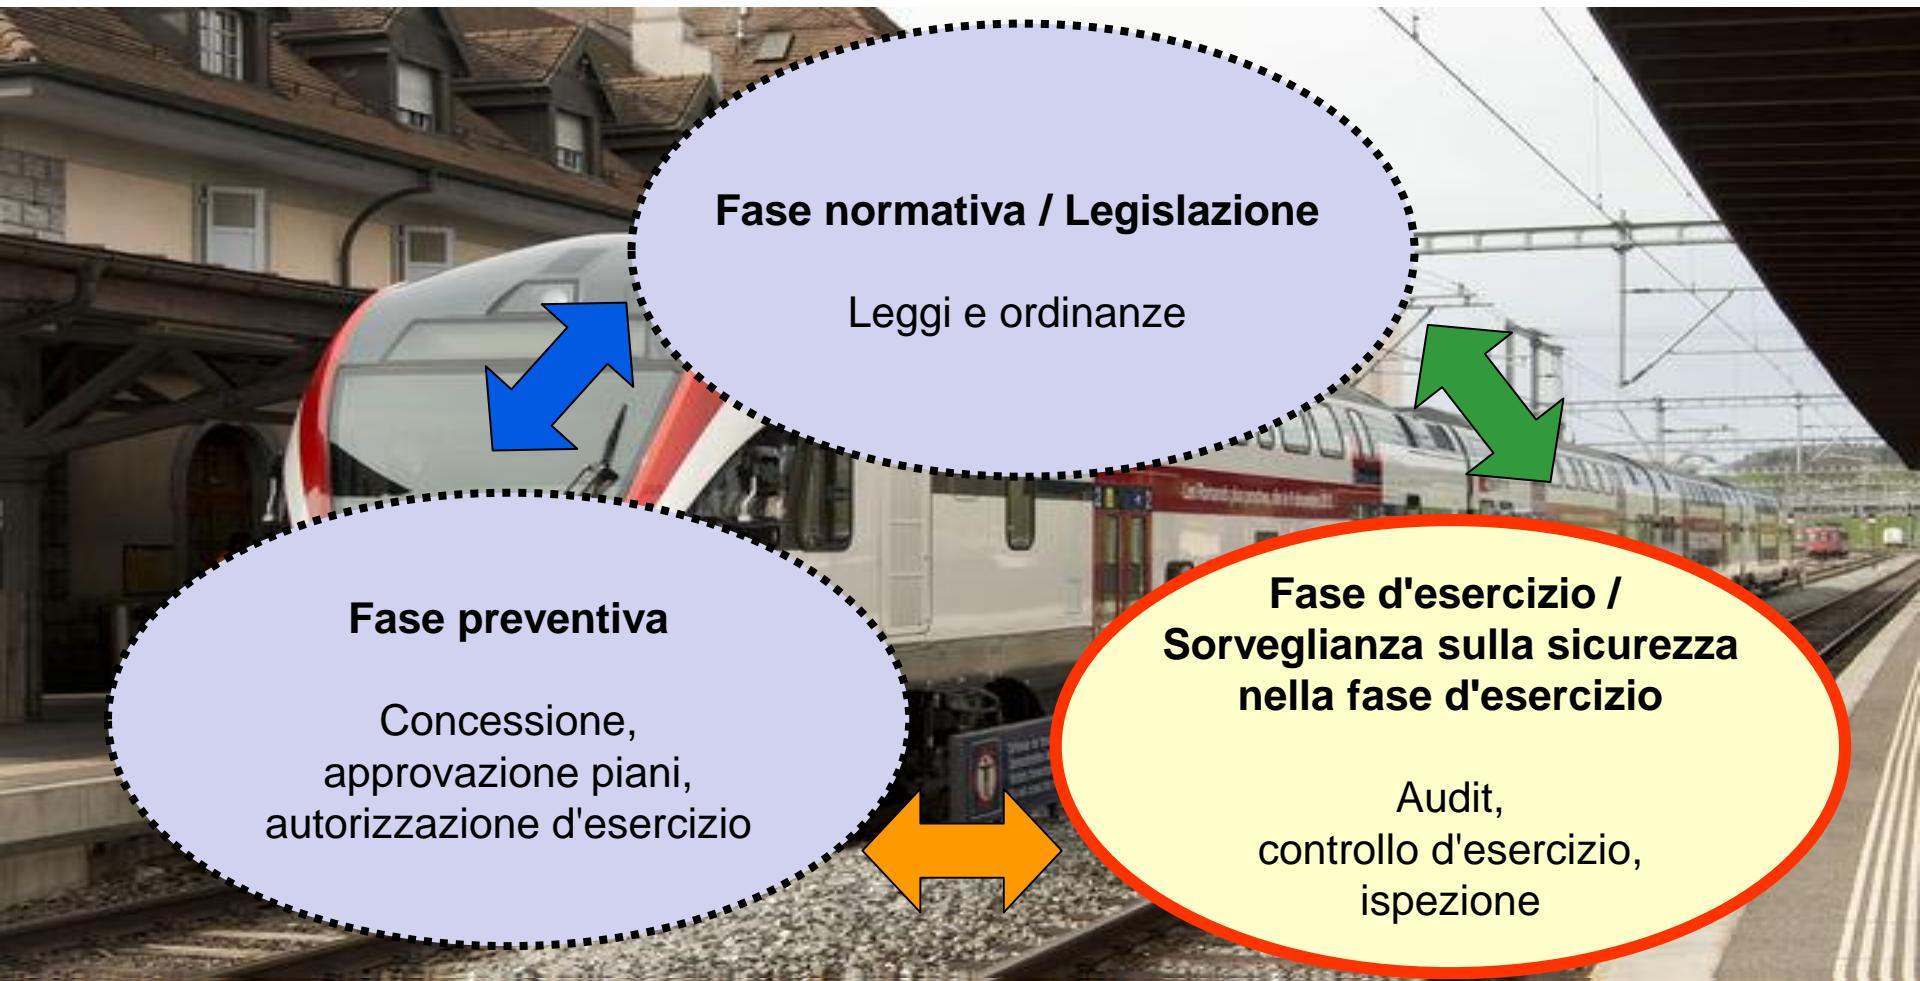 Fase normativa / Legislazione
Leggi e ordinanze
Fase preventiva
Concessione,
approvazione piani,
autorizzazione d'esercizio
Fase d'esercizio /
Sorveglianza sulla sicurezza
nella fase d'esercizio
Audit,
controllo d'esercizio,
ispezione